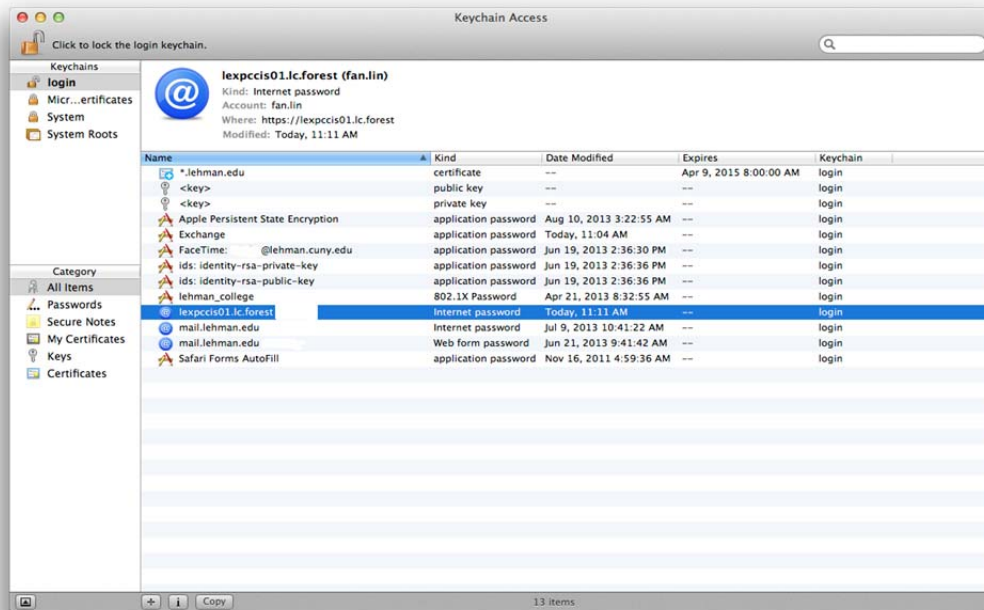 Keychain Access
Click to lock the login keychain.
Keychains
login
Micr...ertificates
System
System Roots
lexpccis01.lc.forest (fan.lin)
Kind: Internet password
Account: fan.lin
Where: https://lexpccis01.lc.forest
Modified: Today, 11:11 AM
Name Kind Date Modified Expires Keychain
*.lehman.edu certificate -- Apr 9, 2015 8:00:00 AM login
<key> public key -- -- login
<key> private key -- -- login
Apple Persistent State Encryption application password Aug 10, 2013 3:22:55 AM -- login
Exchange application password Today, 11:04 AM -- login
FaceTime: @lehman.cuny.edu application password Jun 19, 2013 2:36:30 PM -- login
ids: identity-rsa-private-key application password Jun 19, 2013 2:36:36 PM -- login
ids: identity-rsa-public-key application password Jun 19, 2013 2:36:36 PM -- login
lehman_college 802.1X Password Apr 21, 2013 8:32:55 AM -- login
lexpccis01.lc.forest Internet password Today, 11:11 AM -- login
mail.lehman.edu Internet password Jul 9, 2013 10:41:22 AM -- login
mail.lehman.edu Web form password Jun 21, 2013 9:41:42 AM -- login
Safari Forms AutoFill application password Nov 16, 2011 4:59:36 AM -- login
Category
All Items
Passwords
Secure Notes
My Certificates
Keys
Certificates
+ i Copy 13 items